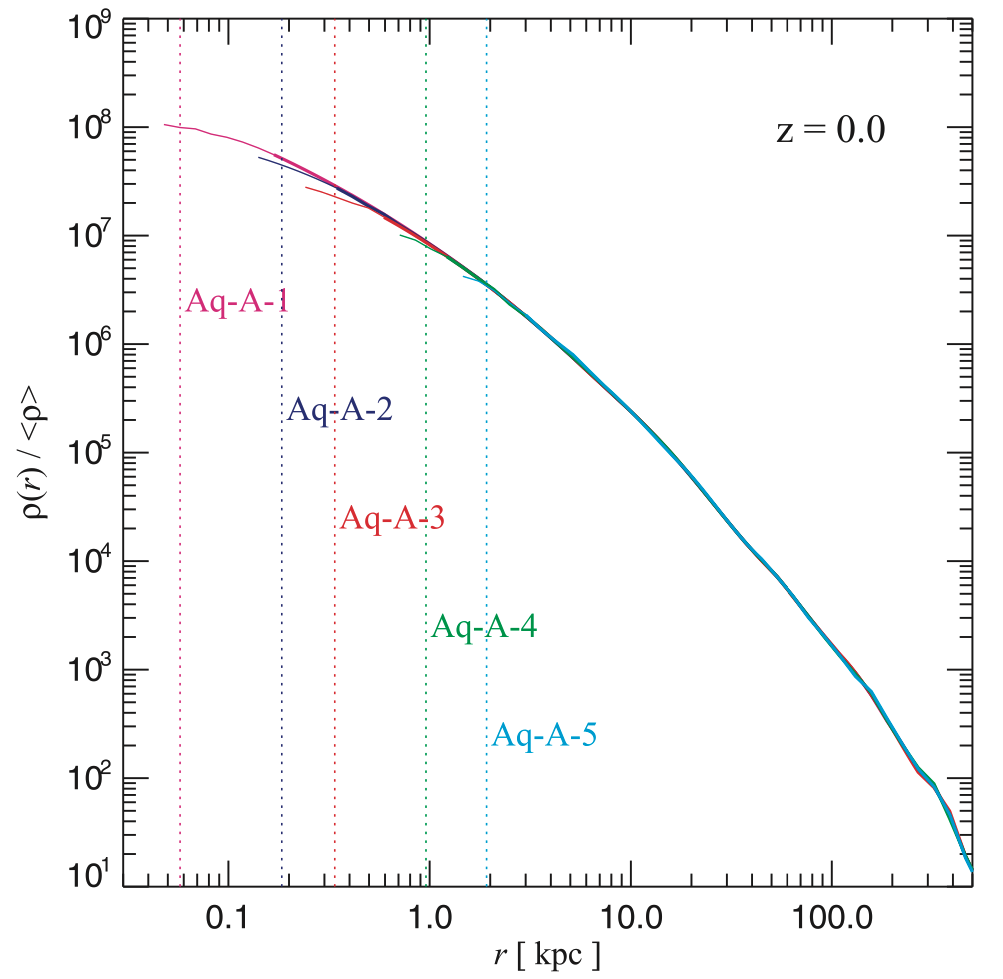 10^9
10^8
z = 0.0
10^7
Aq-A-1
10^6
Aq-A-2
ρ(r) / <ρ>
10^5
Aq-A-3
10^4
Aq-A-4
10^3
Aq-A-5
10^2
10^1
0.1 1.0 10.0 100.0
r [ kpc ]